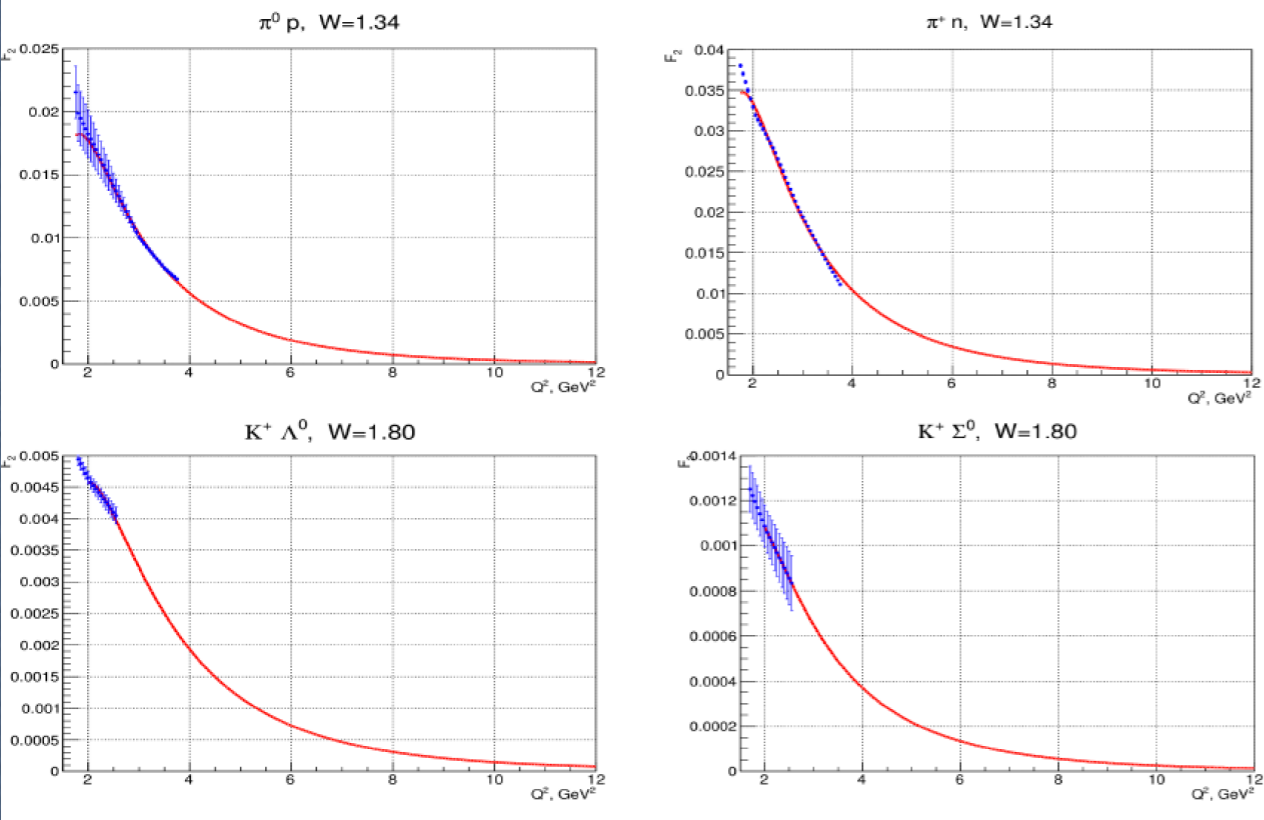 π⁰ p, W=1.34
F₂
0.025
0.02
0.015
0.01
0.005
0
2 4 6 8 10 12
Q², GeV²
π⁺ n, W=1.34
F₂
0.04
0.035
0.03
0.025
0.02
0.015
0.01
0.005
0
2 4 6 8 10 12
Q², GeV²
K⁺ Λ⁰, W=1.80
F₂
0.005
0.0045
0.004
0.0035
0.003
0.0025
0.002
0.0015
0.001
0.0005
0
2 4 6 8 10 12
Q², GeV²
K⁺ Σ⁰, W=1.80
F₂
0.0014
0.0012
0.001
0.0008
0.0006
0.0004
0.0002
0
2 4 6 8 10 12
Q², GeV²